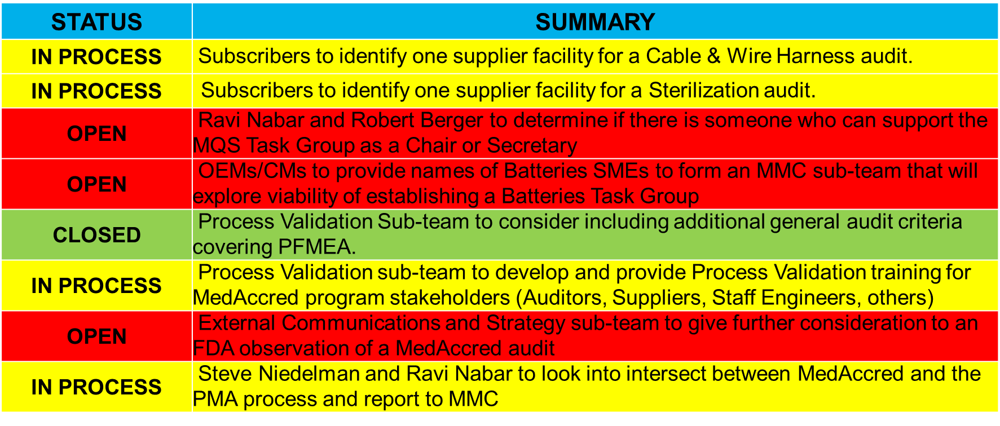 STATUS SUMMARY
IN PROCESS Subscribers to identify one supplier facility for a Cable & Wire Harness audit.
IN PROCESS Subscribers to identify one supplier facility for a Sterilization audit.
OPEN Ravi Nabar and Robert Berger to determine if there is someone who can support the
MQS Task Group as a Chair or Secretary
OPEN OEMs/CMs to provide names of Batteries SMEs to form an MMC sub-team that will
explore viability of establishing a Batteries Task Group
CLOSED Process Validation Sub-team to consider including additional general audit criteria
covering PFMEA.
IN PROCESS Process Validation sub-team to develop and provide Process Validation training for
MedAccred program stakeholders (Auditors, Suppliers, Staff Engineers, others)
OPEN External Communications and Strategy sub-team to give further consideration to an
FDA observation of a MedAccred audit
IN PROCESS Steve Niedelman and Ravi Nabar to look into intersect between MedAccred and the
PMA process and report to MMC